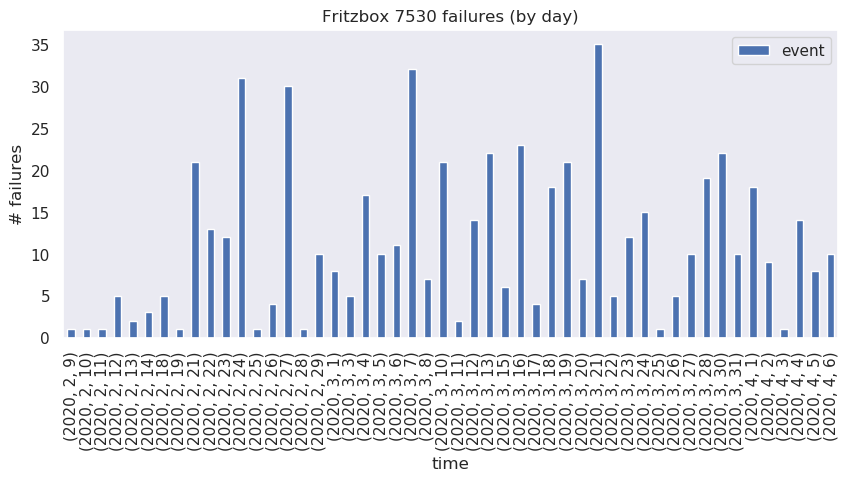 Fritzbox 7530 failures (by day)
event
# failures
35
30
25
20
15
10
5
0
(2020, 2, 9)
(2020, 2, 10)
(2020, 2, 11)
(2020, 2, 12)
(2020, 2, 13)
(2020, 2, 14)
(2020, 2, 18)
(2020, 2, 19)
(2020, 2, 21)
(2020, 2, 22)
(2020, 2, 23)
(2020, 2, 24)
(2020, 2, 25)
(2020, 2, 26)
(2020, 2, 27)
(2020, 2, 28)
(2020, 2, 29)
(2020, 3, 1)
(2020, 3, 3)
(2020, 3, 4)
(2020, 3, 5)
(2020, 3, 6)
(2020, 3, 7)
(2020, 3, 8)
(2020, 3, 10)
(2020, 3, 11)
(2020, 3, 12)
(2020, 3, 13)
(2020, 3, 15)
(2020, 3, 16)
(2020, 3, 17)
(2020, 3, 18)
(2020, 3, 19)
(2020, 3, 20)
(2020, 3, 21)
(2020, 3, 22)
(2020, 3, 23)
(2020, 3, 24)
(2020, 3, 25)
(2020, 3, 26)
(2020, 3, 27)
(2020, 3, 28)
(2020, 3, 30)
(2020, 3, 31)
(2020, 4, 1)
(2020, 4, 2)
(2020, 4, 3)
(2020, 4, 4)
(2020, 4, 5)
(2020, 4, 6)
time